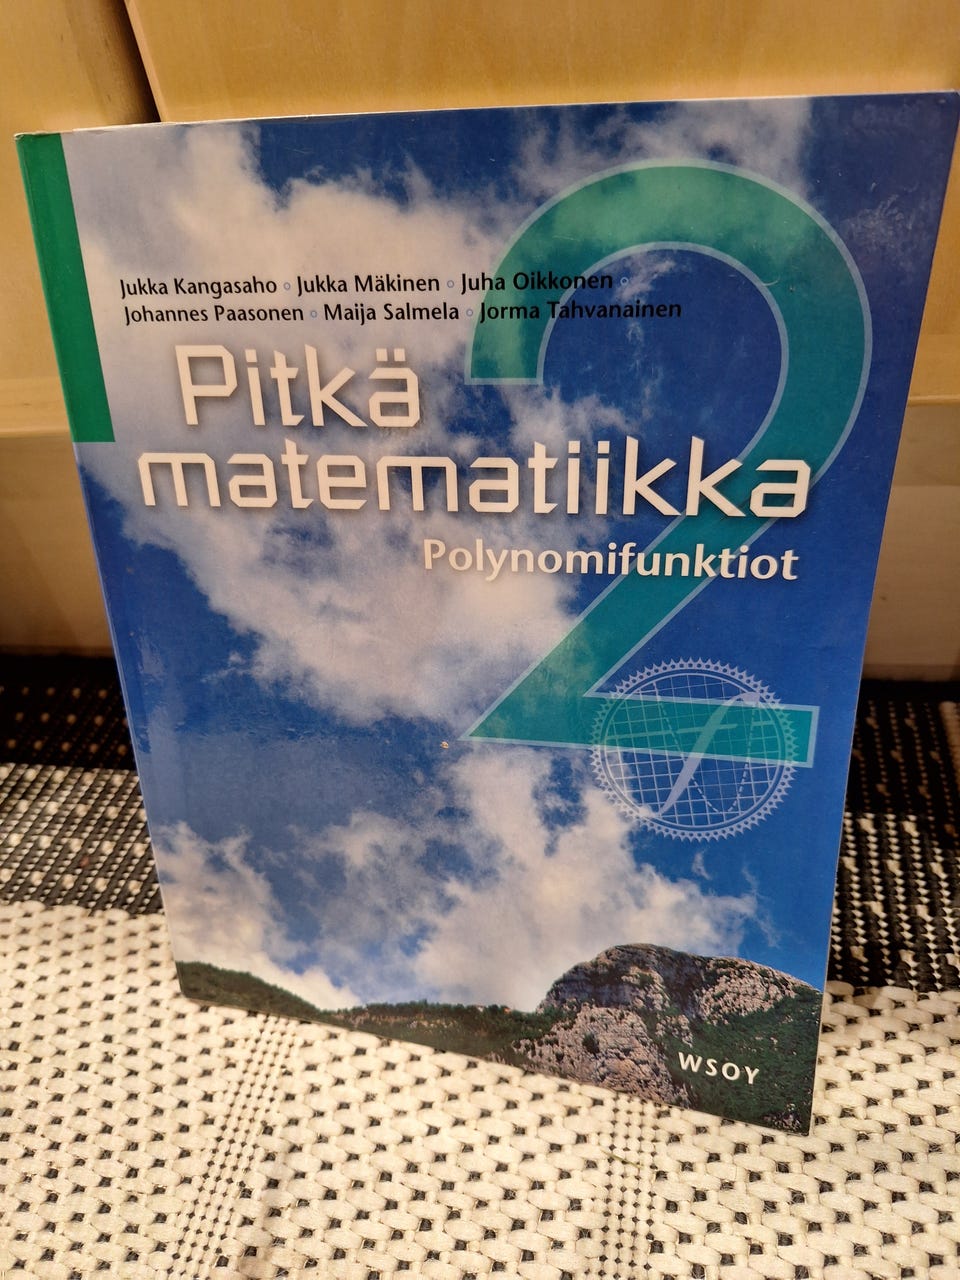 Jukka Kangasaho ◦ Jukka Mäkinen ◦ Juha Oikkonen ◦
Johannes Paasonen ◦ Maija Salmela ◦ Jorma Tahvanainen
2
Pitkä
matematiikka
Polynomifunktiot
f
WSOY